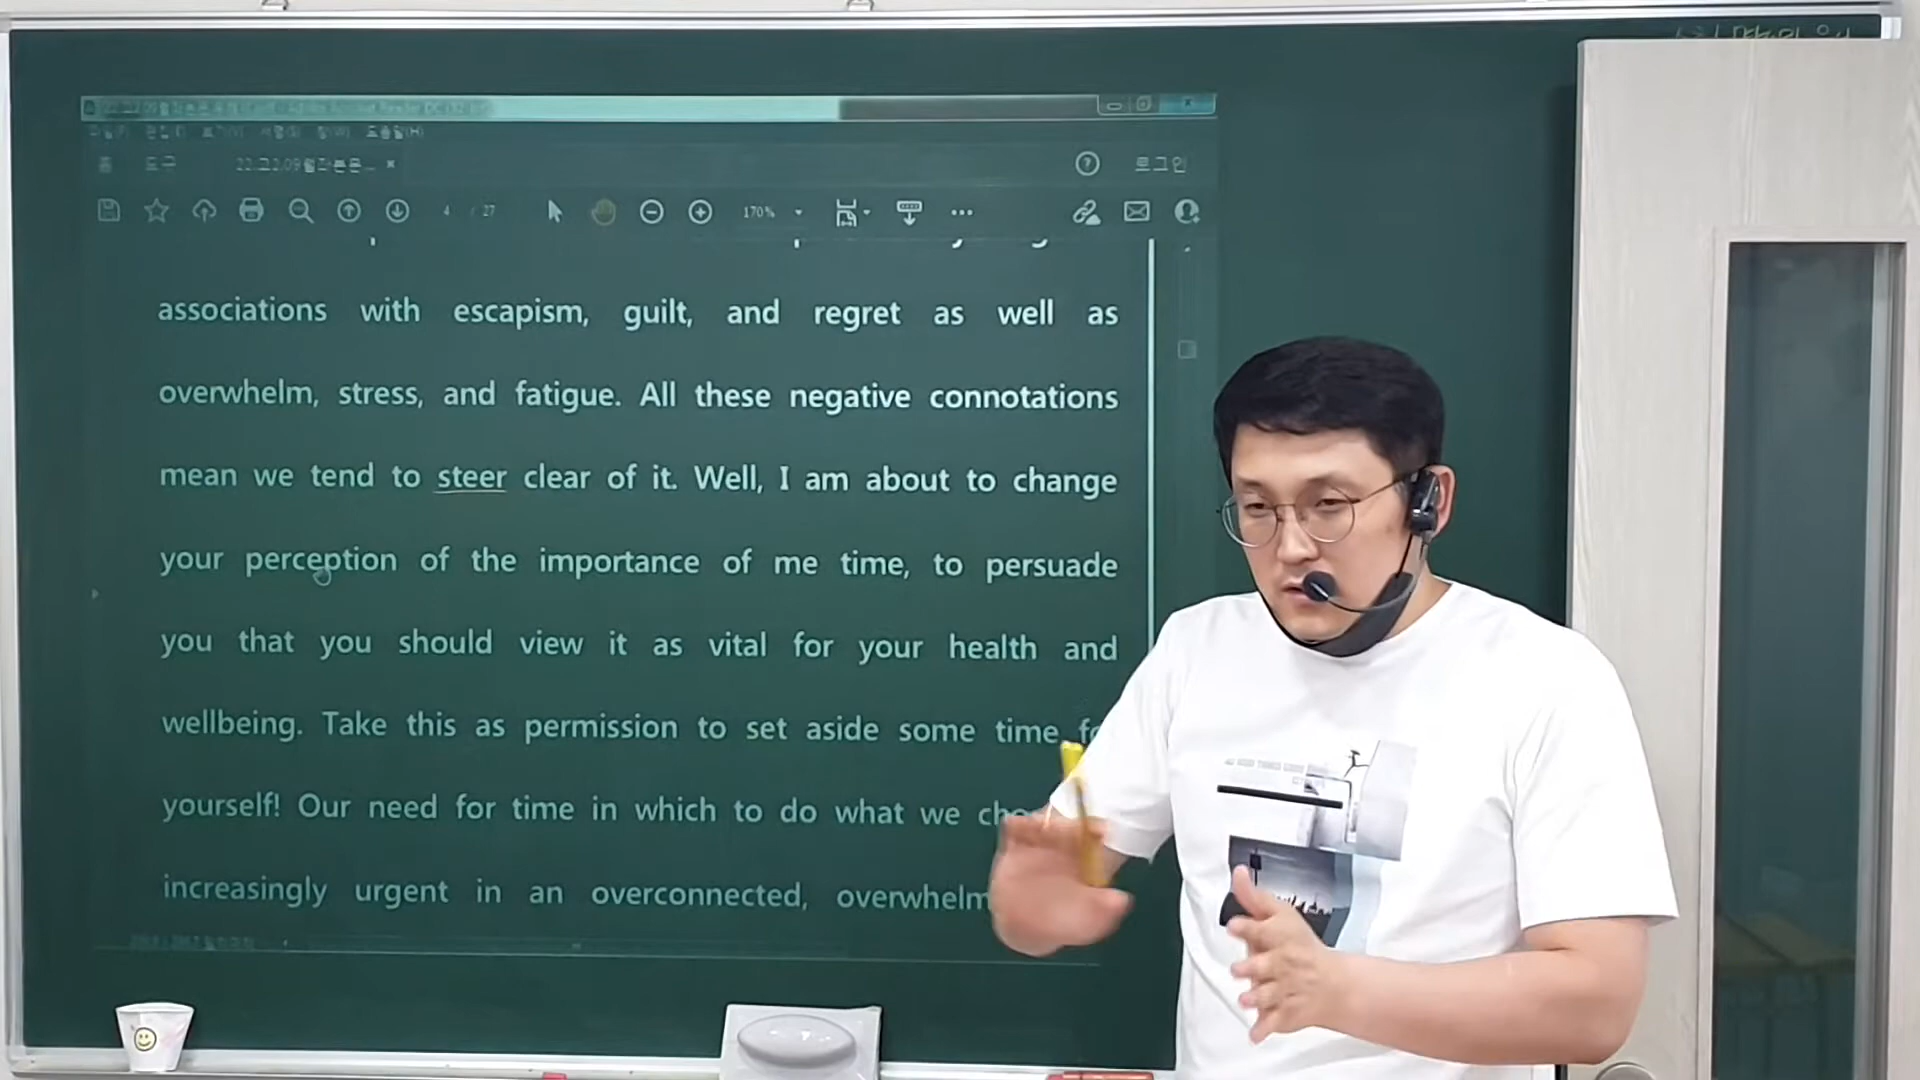 로그인
4 / 27
170%
associations with escapism, guilt, and regret as well as
overwhelm, stress, and fatigue. All these negative connotations
mean we tend to steer clear of it. Well, I am about to change
your perception of the importance of me time, to persuade
you that you should view it as vital for your health and
wellbeing. Take this as permission to set aside some time
yourself! Our need for time in which to do what we
increasingly urgent in an overconnected,